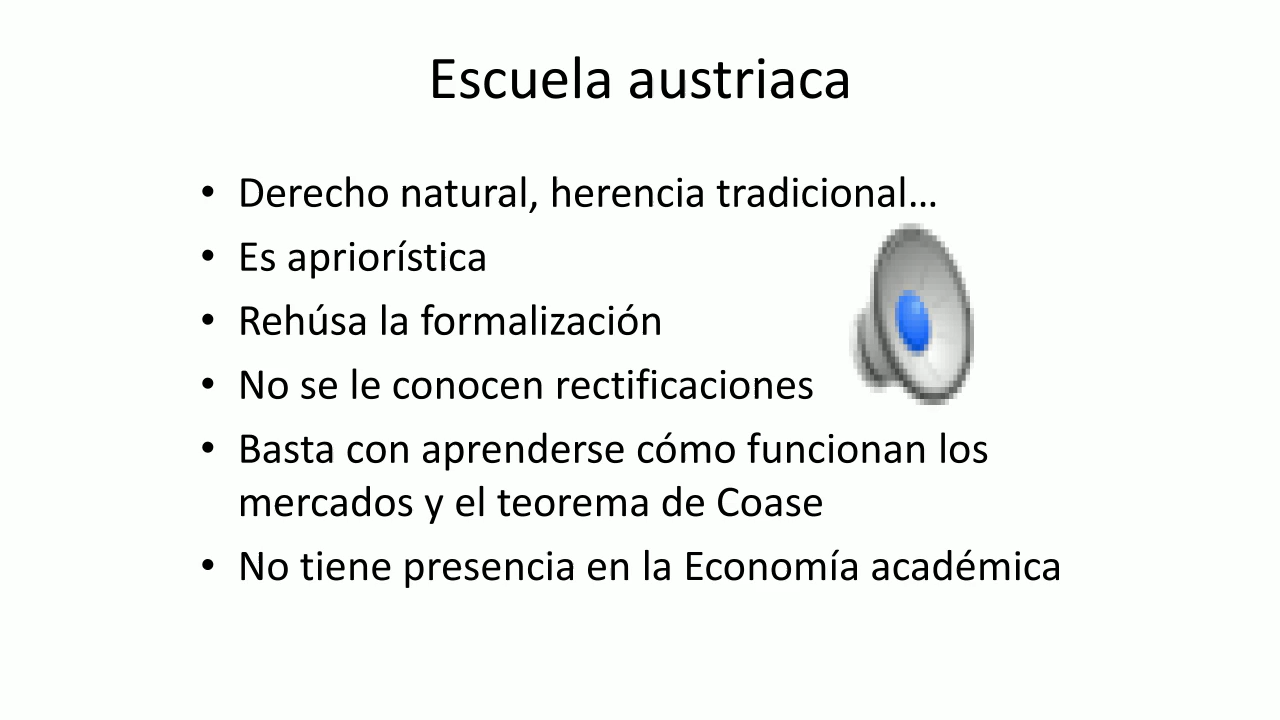 Escuela austriaca
• Derecho natural, herencia tradicional…
• Es apriorística
• Rehúsa la formalización
• No se le conocen rectificaciones
• Basta con aprenderse cómo funcionan los
mercados y el teorema de Coase
• No tiene presencia en la Economía académica